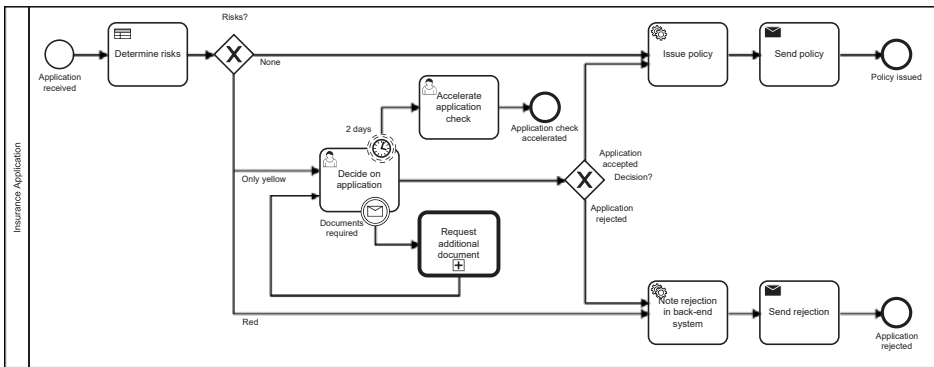 Insurance Application
Risks?
Application
received
Determine risks
None
Issue policy
Send policy
Policy issued
Accelerate
application
check
Application check
accelerated
2 days
Only yellow
Decide on
application
Documents
required
Application
accepted
Decision?
Application
rejected
Request
additional
document
Red
Note rejection
in back-end
system
Send rejection
Application
rejected